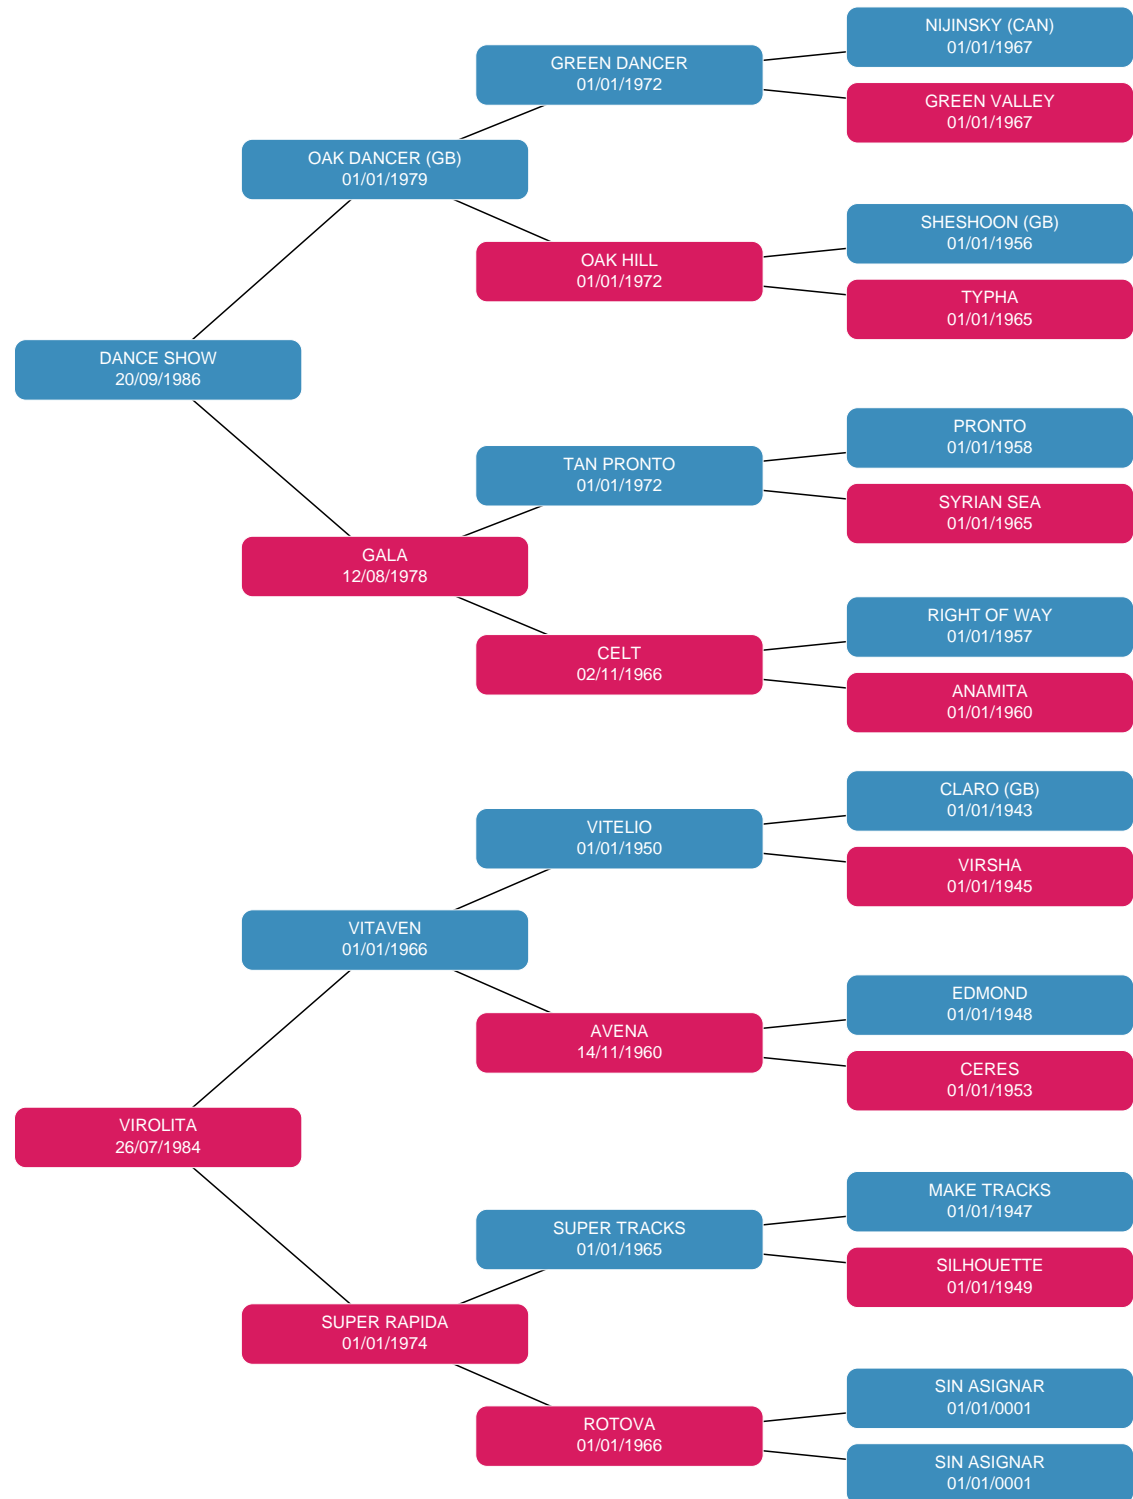 NIJINSKY (CAN)
01/01/1967
GREEN DANCER
01/01/1972
GREEN VALLEY
01/01/1967
OAK DANCER (GB)
01/01/1979
SHESHOON (GB)
01/01/1956
OAK HILL
01/01/1972
TYPHA
01/01/1965
DANCE SHOW
20/09/1986
PRONTO
01/01/1958
TAN PRONTO
01/01/1972
SYRIAN SEA
01/01/1965
GALA
12/08/1978
RIGHT OF WAY
01/01/1957
CELT
02/11/1966
ANAMITA
01/01/1960
CLARO (GB)
01/01/1943
VITELIO
01/01/1950
VIRSHA
01/01/1945
VITAVEN
01/01/1966
EDMOND
01/01/1948
AVENA
14/11/1960
CERES
01/01/1953
VIROLITA
26/07/1984
MAKE TRACKS
01/01/1947
SUPER TRACKS
01/01/1965
SILHOUETTE
01/01/1949
SUPER RAPIDA
01/01/1974
SIN ASIGNAR
01/01/0001
ROTOVA
01/01/1966
SIN ASIGNAR
01/01/0001